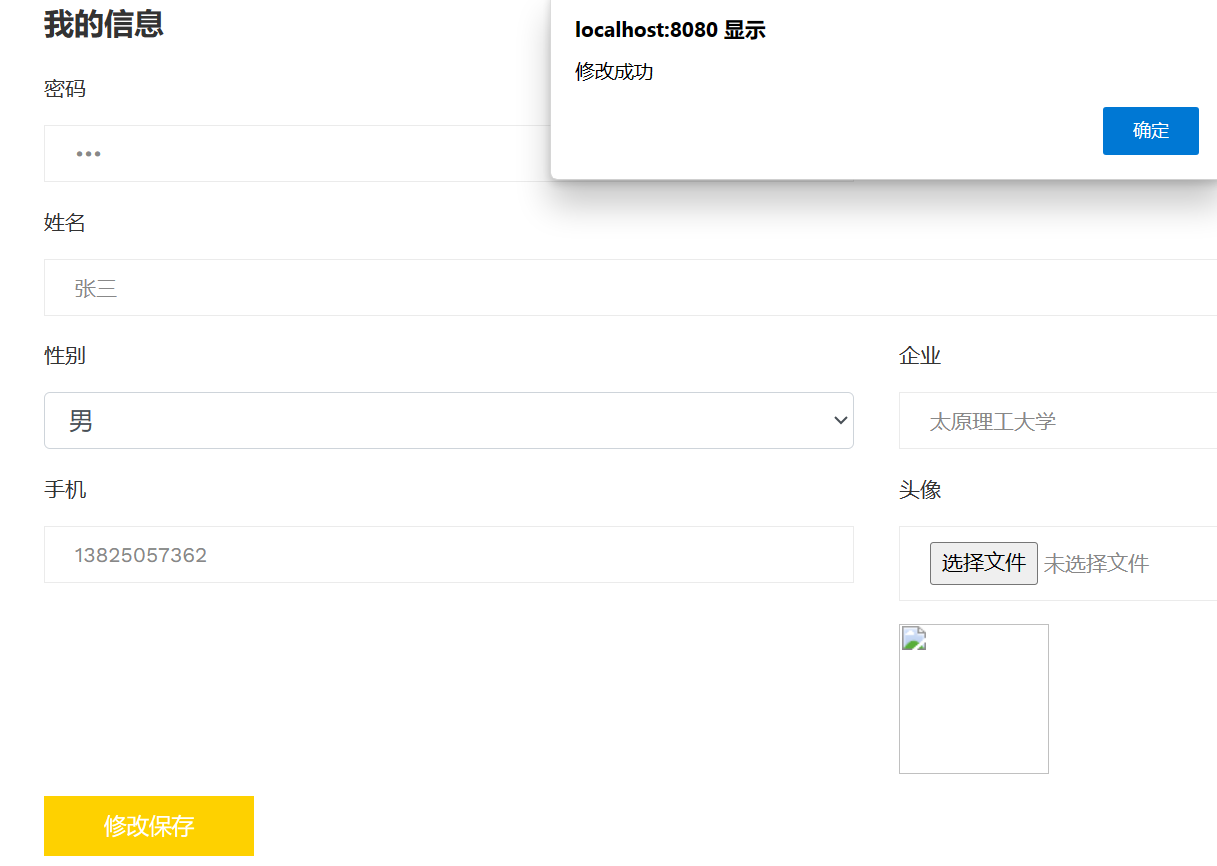 我的信息
localhost:8080 显示
修改成功
确定
密码
•••
姓名
张三
性别
企业
男
太原理工大学
手机
头像
13825057362
选择文件 未选择文件
修改保存